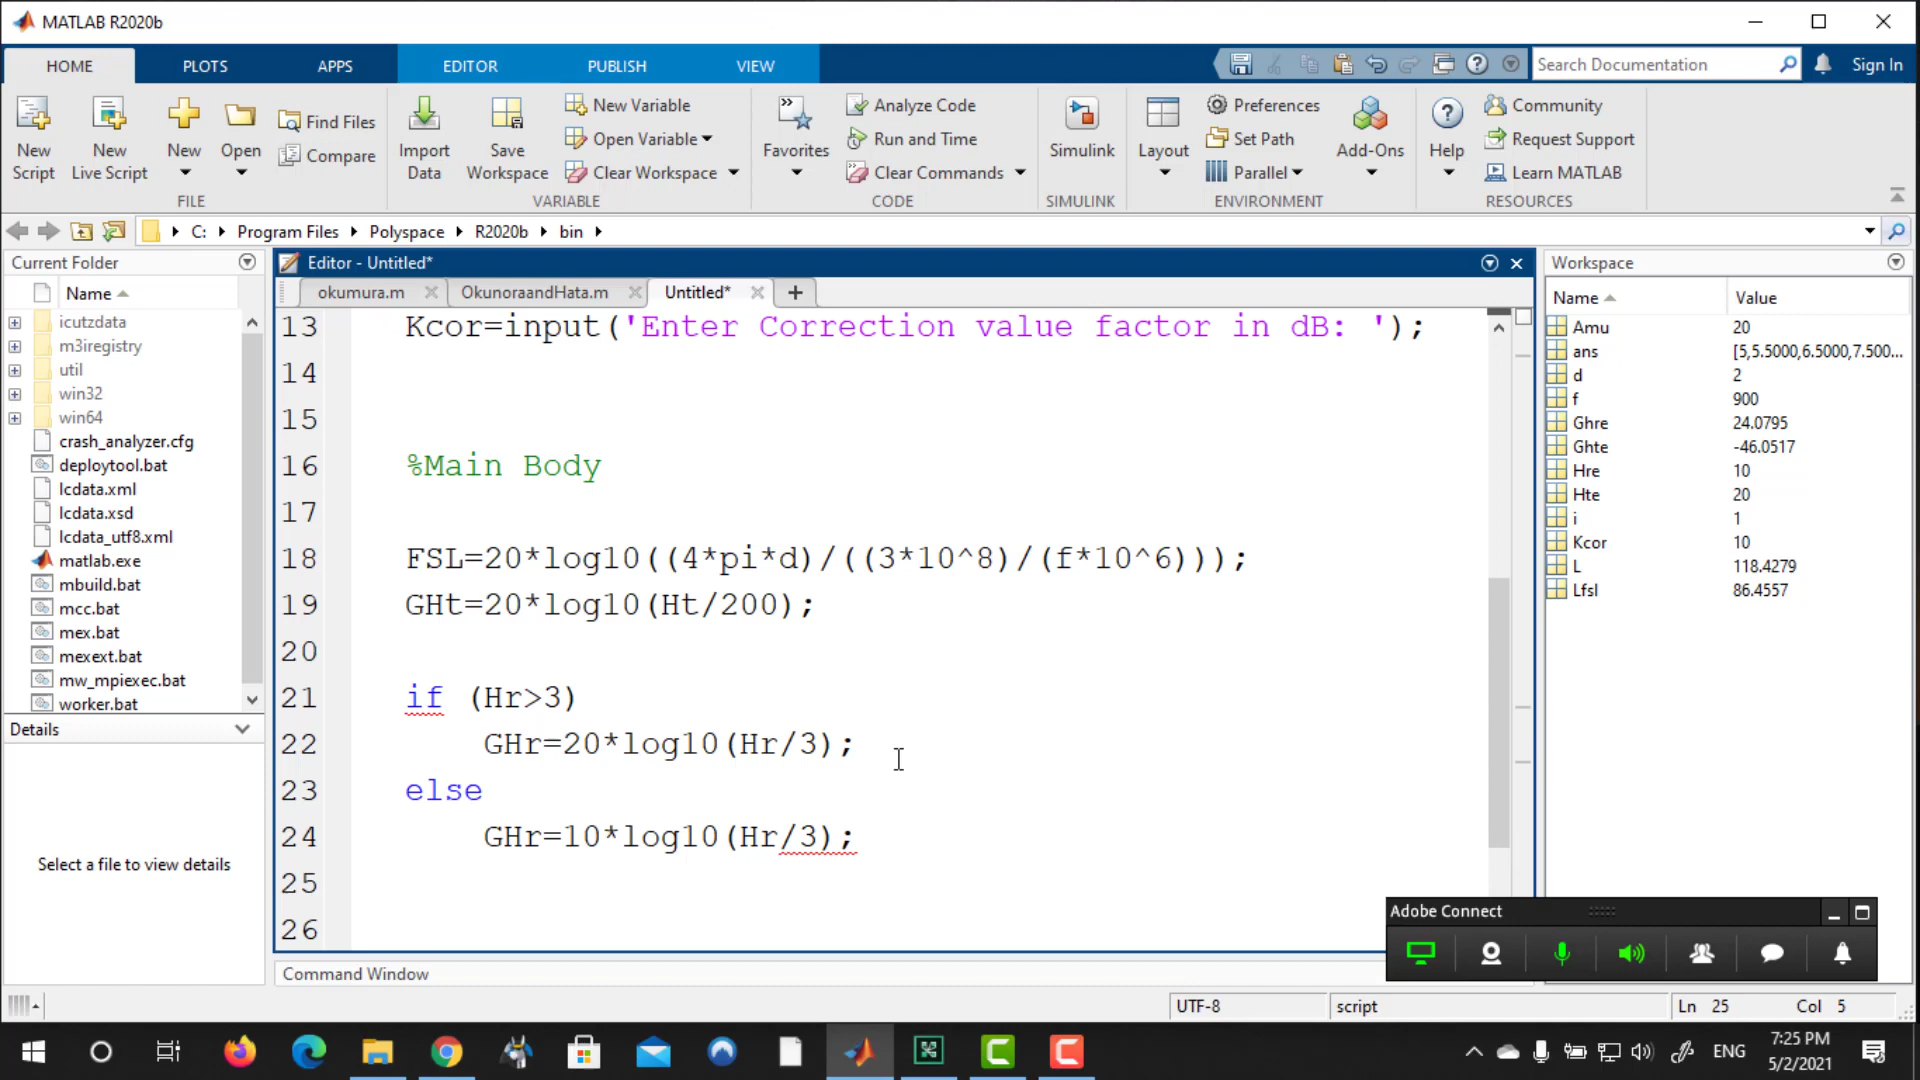 MATLAB R2020b
HOME PLOTS APPS EDITOR PUBLISH VIEW
Search Documentation
Sign In
New Script
New Live Script
New
Open
Find Files
Compare
FILE
Import Data
Save Workspace
New Variable
Open Variable
Clear Workspace
VARIABLE
Favorites
Analyze Code
Run and Time
Clear Commands
CODE
Simulink
SIMULINK
Layout
Preferences
Set Path
Parallel
Add-Ons
ENVIRONMENT
Help
Community
Request Support
Learn MATLAB
RESOURCES
C: Program Files Polyspace R2020b bin
Current Folder
Name
icutzdata
m3iregistry
util
win32
win64
crash_analyzer.cfg
deploytool.bat
lcdata.xml
lcdata.xsd
lcdata_utf8.xml
matlab.exe
mbuild.bat
mcc.bat
mex.bat
mexext.bat
mw_mpiexec.bat
worker.bat
Details
Select a file to view details
Editor - Untitled*
okumura.m OkunoraandHata.m Untitled*
13 Kcor=input('Enter Correction value factor in dB: ');
14
15
16 %Main Body
17
18 FSL=20*log10((4*pi*d)/((3*10^8)/(f*10^6)));
19 GHt=20*log10(Ht/200);
20
21 if (Hr>3)
22 GHr=20*log10(Hr/3);
23 else
24 GHr=10*log10(Hr/3);
25
26
Command Window
Workspace
Name Value
Amu 20
ans [5,5.5000,6.5000,7.500...
d 2
f 900
Ghre 24.0795
Ghte -46.0517
Hre 10
Hte 20
i 1
Kcor 10
L 118.4279
Lfsl 86.4557
Adobe Connect
UTF-8 script Ln 25 Col 5
ENG
7:25 PM
5/2/2021